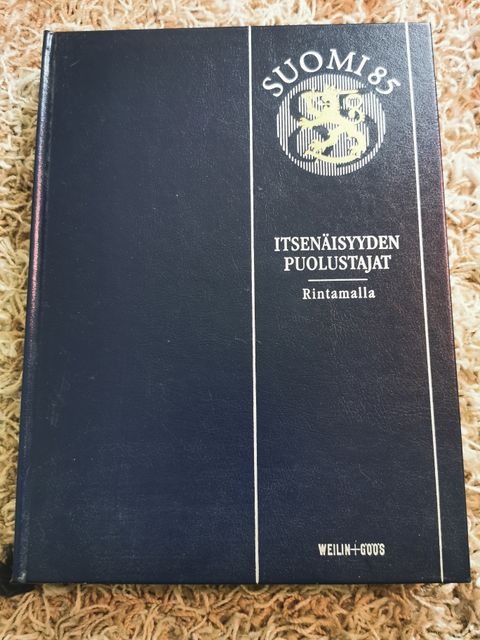 SUOMI 85
ITSENÄISYYDEN
PUOLUSTAJAT
Rintamalla
WEILIN+GÖÖS